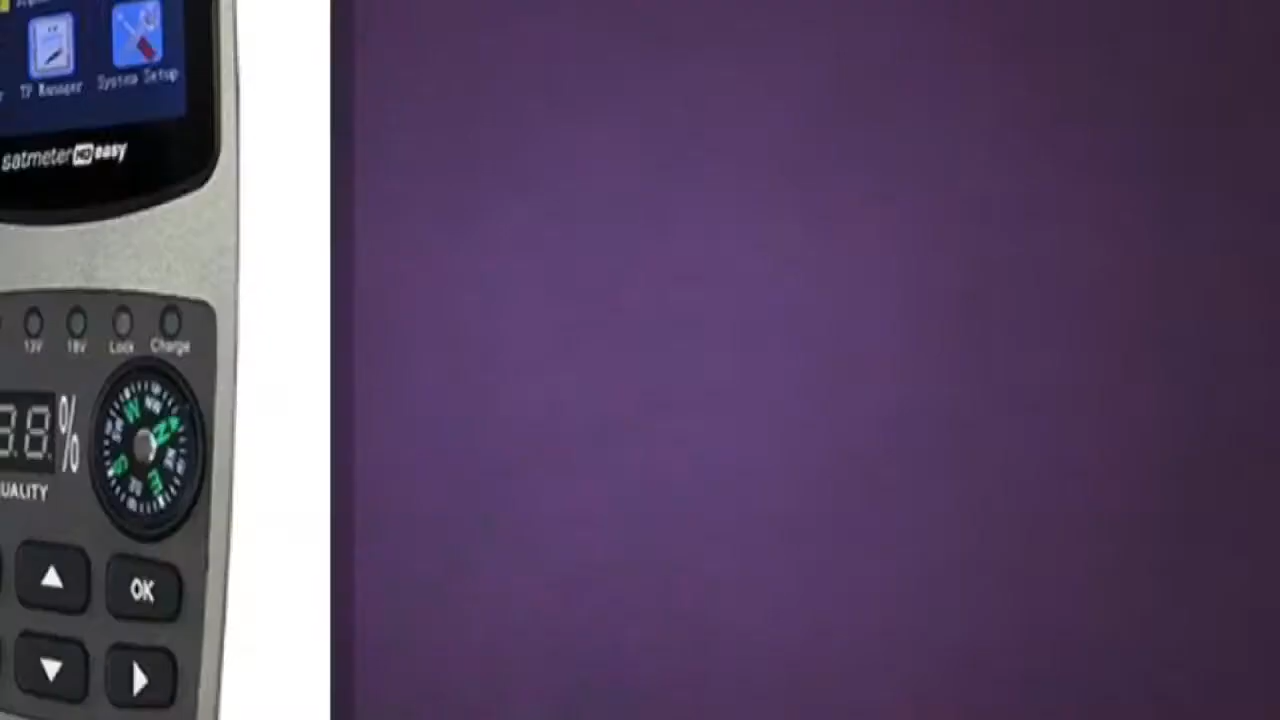 TP Manager
System Setup
satmeter HD easy
13V 18V Lock Charge
%
UALITY
OK